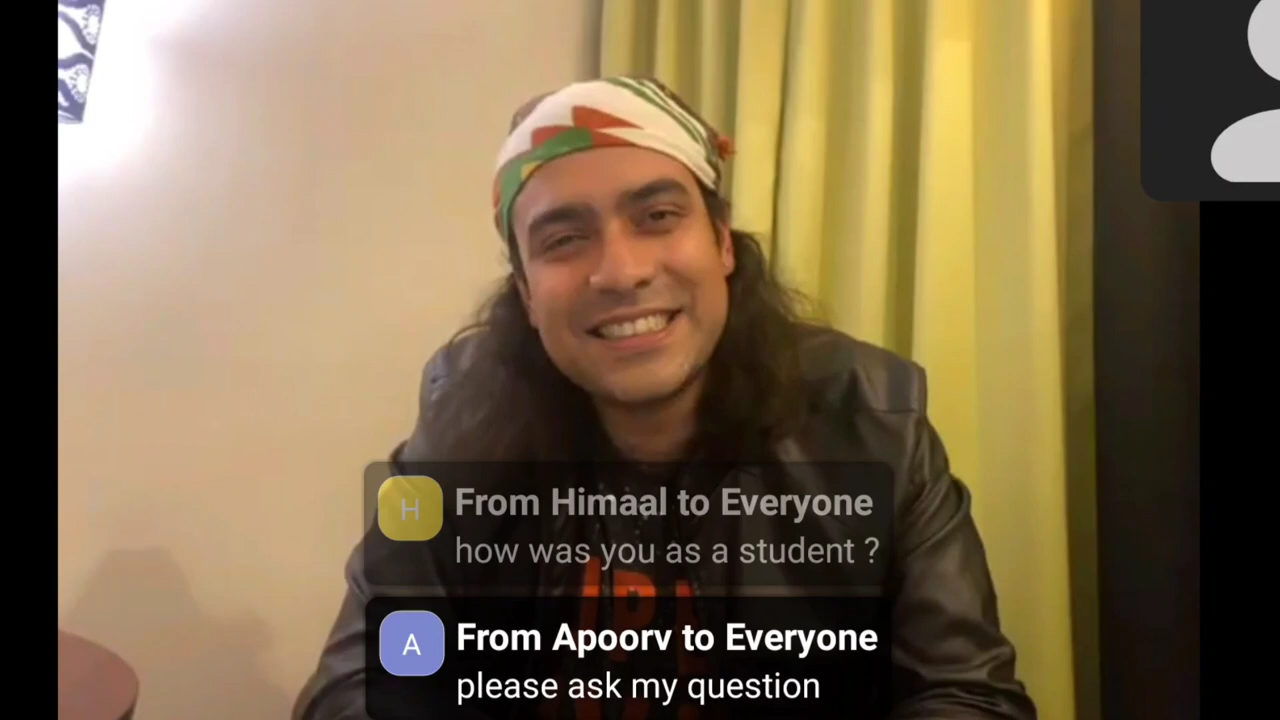 H
From Himaal to Everyone
how was you as a student ?
A
From Apoorv to Everyone
please ask my question